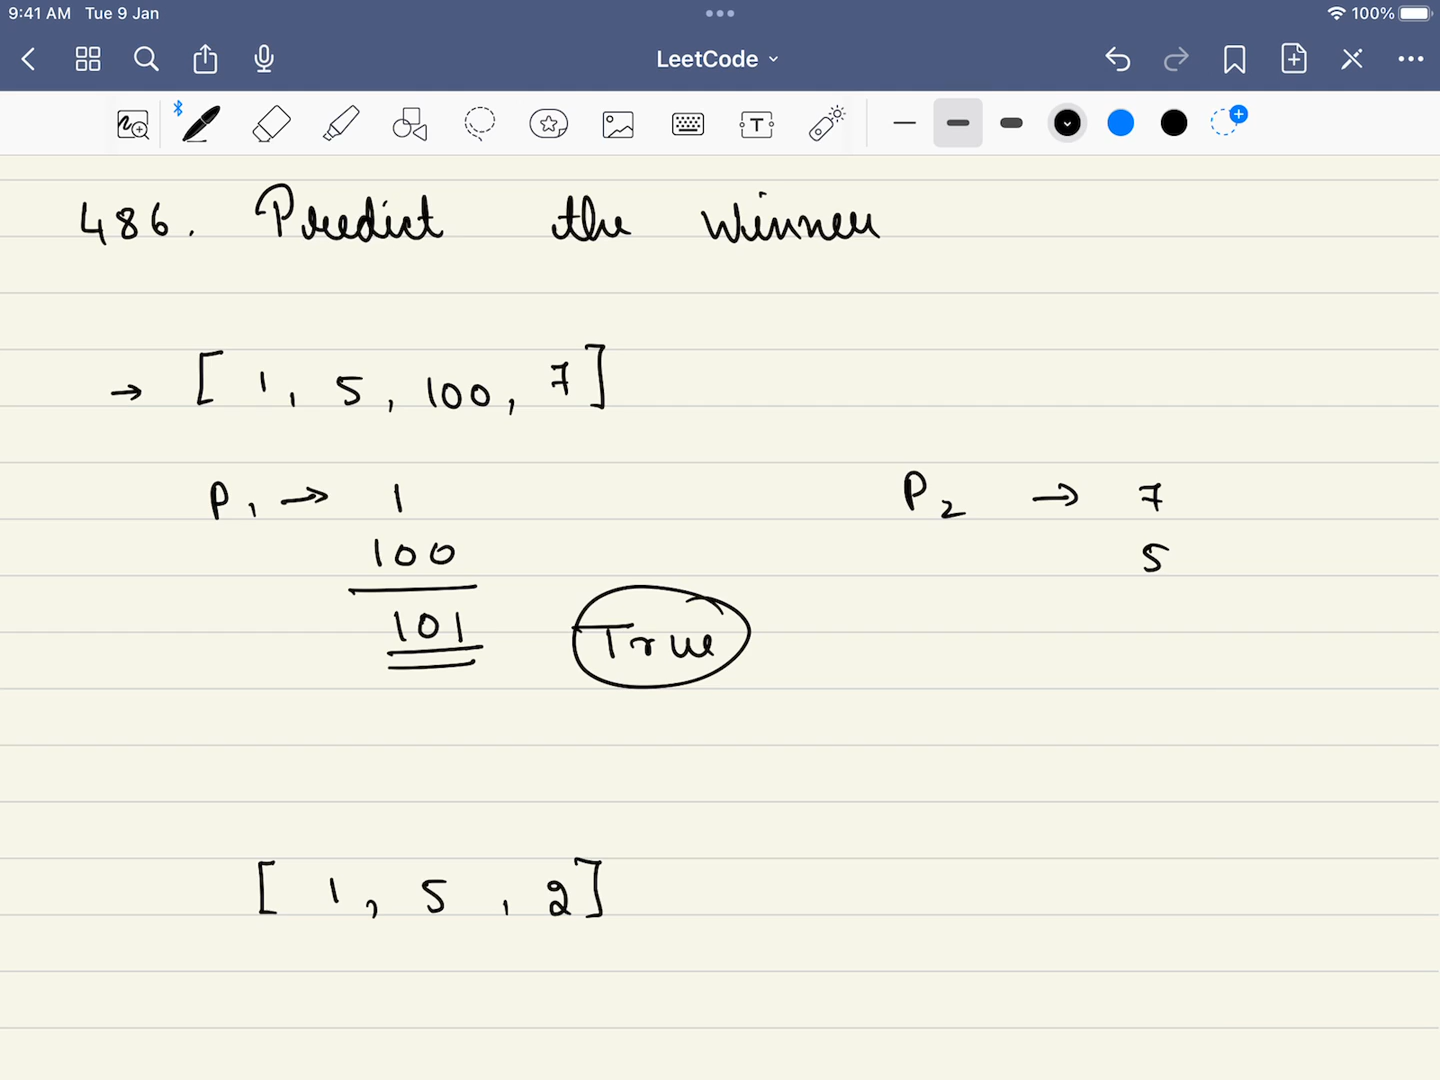 9:41 AM Tue 9 Jan 100%
LeetCode
T
486. Predict the Winner
→ [ 1, 5, 100, 7 ]
P1 → 1 P2 → 7
100 5
101 True
[ 1, 5, 2 ]